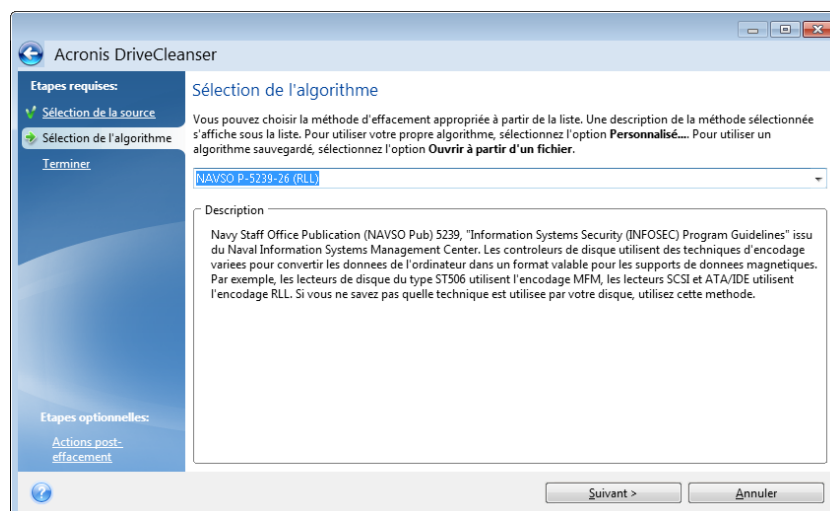 Acronis DriveCleanser
Etapes requises:
Sélection de la source
Sélection de l'algorithme
Terminer
Etapes optionnelles:
Actions post-
effacement
Sélection de l'algorithme
Vous pouvez choisir la méthode d'effacement appropriée à partir de la liste. Une description de la méthode sélectionnée
s'affiche sous la liste. Pour utiliser votre propre algorithme, sélectionnez l'option Personnalisé.... Pour utiliser un
algorithme sauvegardé, sélectionnez l'option Ouvrir à partir d'un fichier.
NAVSO P-5239-26 (RLL)
Description
Navy Staff Office Publication (NAVSO Pub) 5239, "Information Systems Security (INFOSEC) Program Guidelines" issu
du Naval Information Systems Management Center. Les controleurs de disque utilisent des techniques d'encodage
variees pour convertir les donnees de l'ordinateur dans un format valable pour les supports de donnees magnetiques.
Par exemple, les lecteurs de disque du type ST506 utilisent l'encodage MFM, les lecteurs SCSI et ATA/IDE utilisent
l'encodage RLL. Si vous ne savez pas quelle technique est utilisee par votre disque, utilisez cette methode.
Suivant >
Annuler